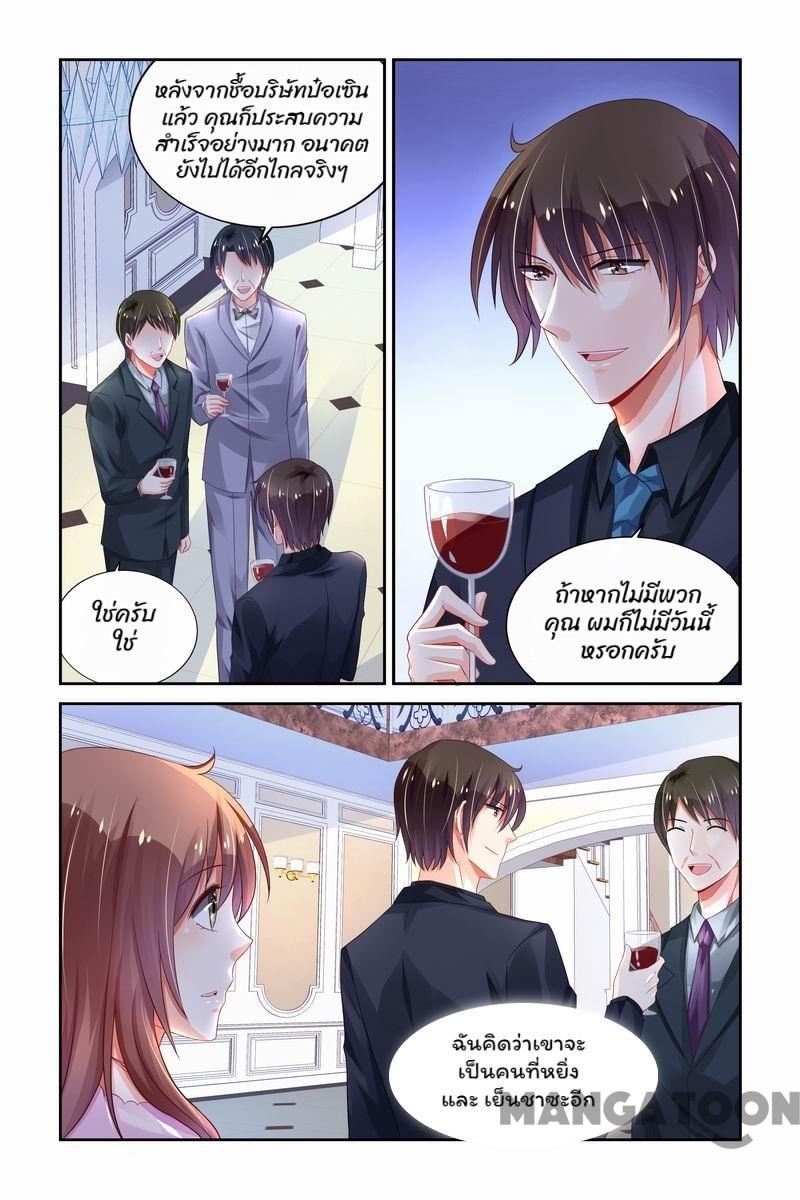 หลังจากซื้อบริษัทป๋อเซิน
แล้ว คุณก็ประสบความ
สำเร็จอย่างมาก อนาคต
ยังไปได้อีกไกลจริงๆ
ใช่ครับ
ใช่
ถ้าหากไม่มีพวก
คุณ ผมก็ไม่มีวันนี้
หรอกครับ
ฉันคิดว่าเขาจะ
เป็นคนที่หยิ่ง
และ เย็นชาซะอีก
MANGATOON